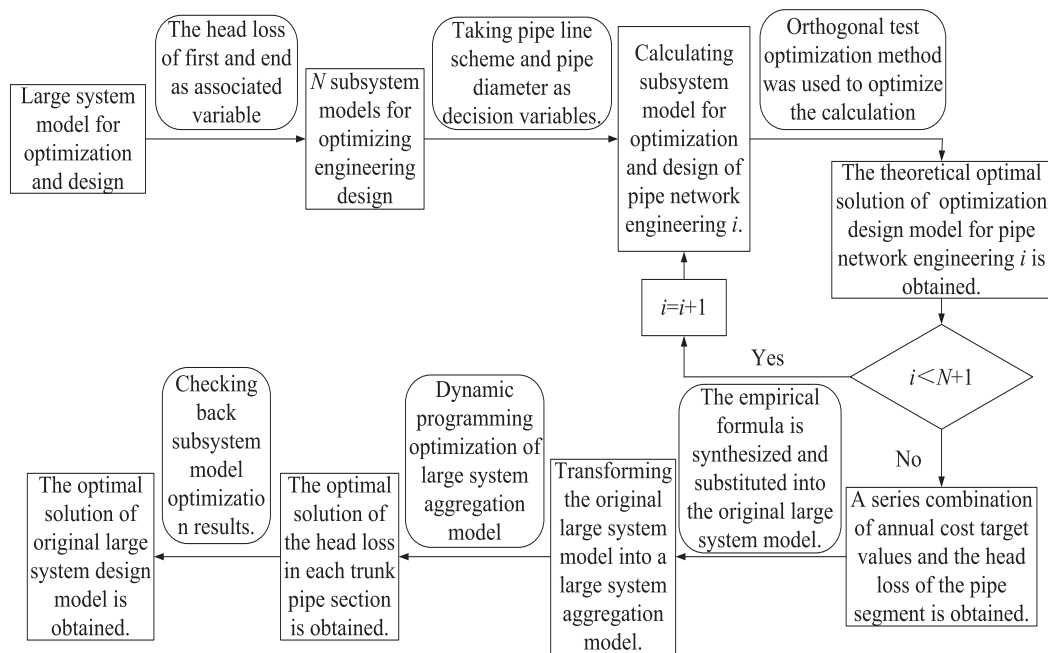 Large system
model for
optimization
and design
The head loss
of first and end
as associated
variable
N subsystem
models for
optimizing
engineering
design
Taking pipe line
scheme and pipe
diameter as
decision variables.
Calculating
subsystem
model for
optimization
and design of
pipe network
engineering i.
Orthogonal test
optimization method
was used to optimize
the calculation
The theoretical optimal
solution of optimization
design model for pipe
network engineering i is
obtained.
i=i+1
Yes
i<N+1
No
A series combination
of annual cost target
values and the head
loss of the pipe
segment is obtained.
The empirical
formula is
synthesized and
substituted into
the original large
system model.
Transforming
the original
large system
model into a
large system
aggregation
model.
Dynamic
programming
optimization of
large system
aggregation
model
The optimal
solution of
the head loss
in each trunk
pipe section
is obtained.
Checking
back
subsystem
model
optimizatio
n results.
The optimal
solution of
original large
system design
model is
obtained.